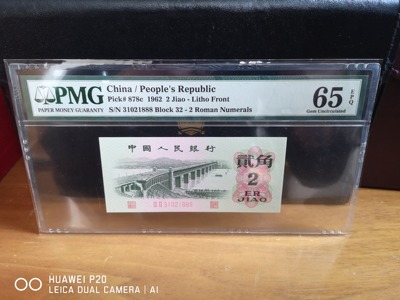 PMG
PAPER MONEY GUARANTY
China / People's Republic
Pick# 878c 1962 2 Jiao - Litho Front
S/N 31021888 Block 32 - 2 Roman Numerals
65 EPQ
Gem Uncirculated
中国人民银行
貳角
2
ER
JIAO
31021888
HUAWEI P20
LEICA DUAL CAMERA | AI